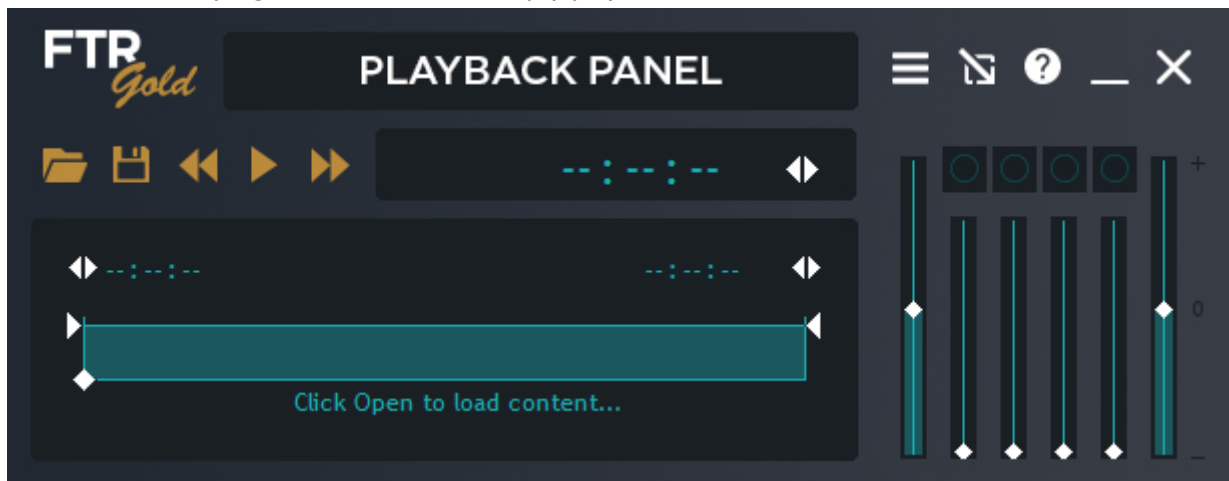 FTR
Gold
PLAYBACK PANEL
?
--:--:--
+
--:--:--
--:--:--
0
Click Open to load content...
–